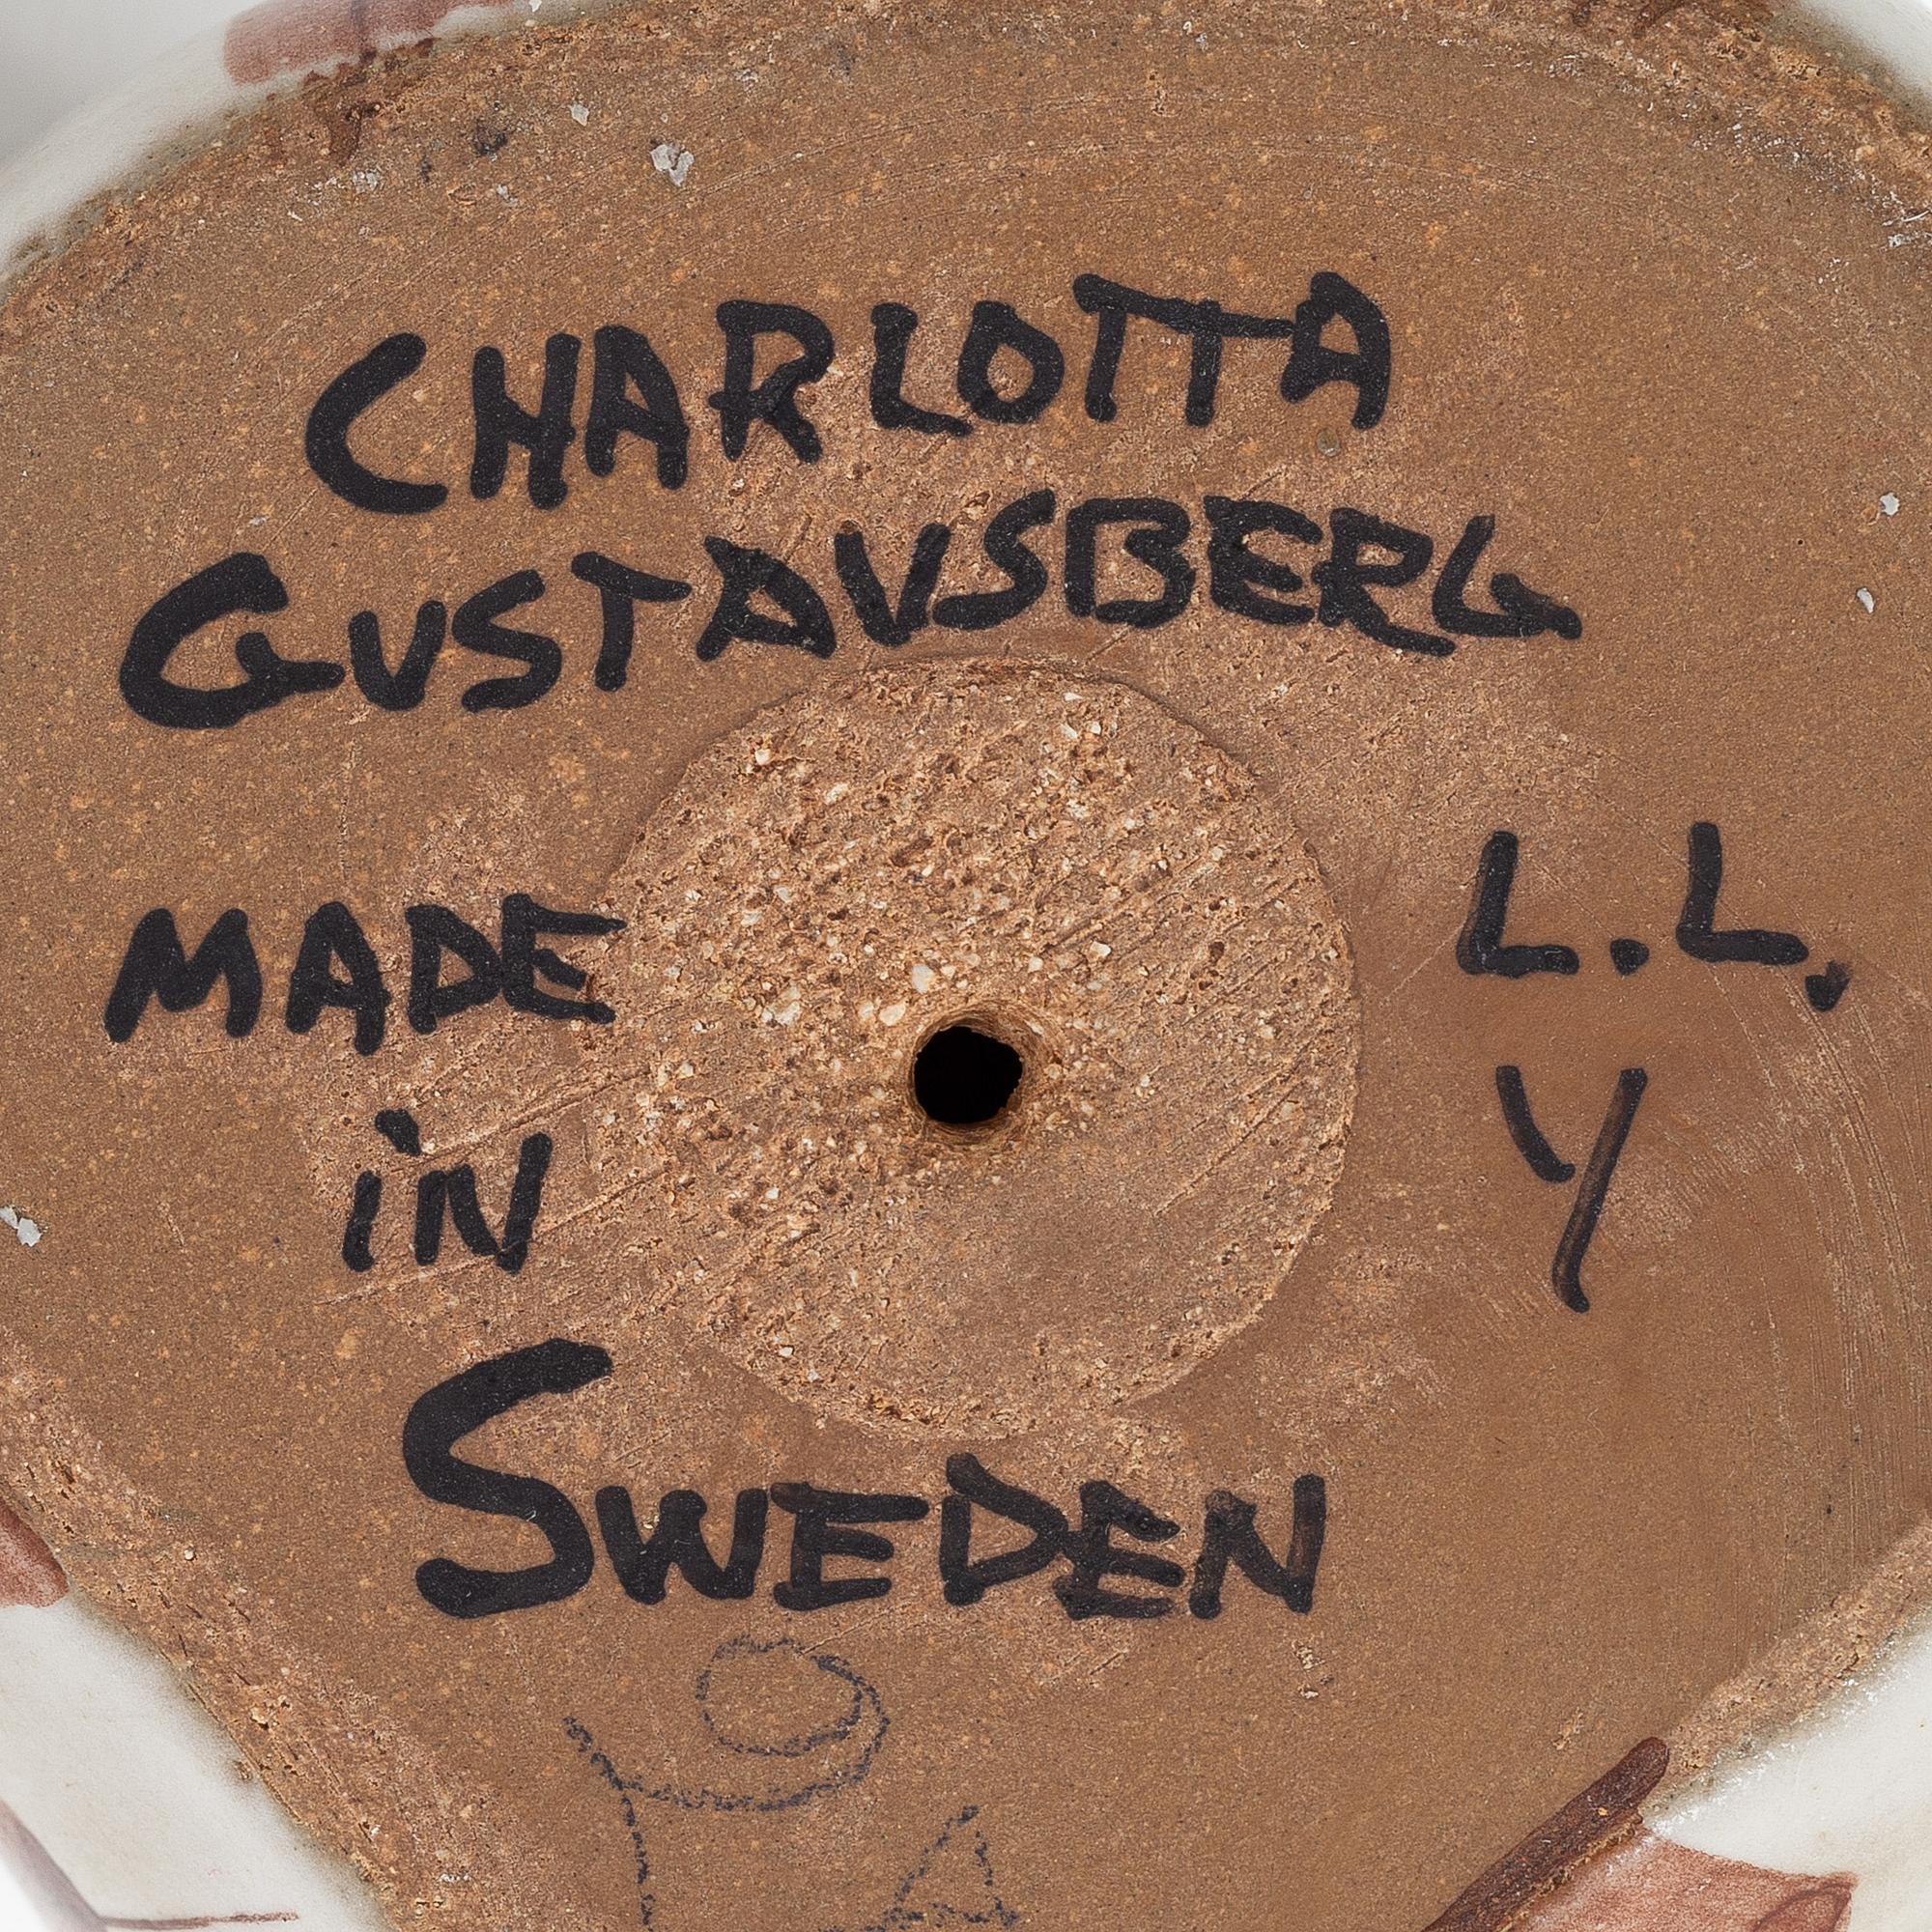 CHARLOTTA
GUSTAVSBERG
MADE
iN
SWEDEN
L.L.
Y